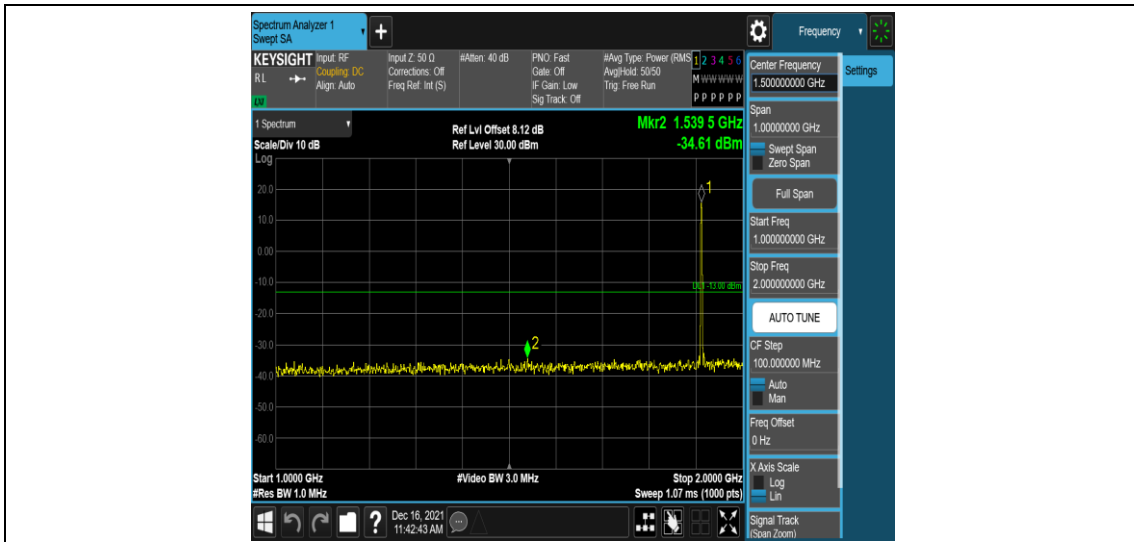 Spectrum Analyzer 1
Swept SA
+
Frequency
KEYSIGHT
RL
LXI
Input: RF
Coupling: DC
Align: Auto
Input Z: 50 Ω
Corrections: Off
Freq Ref: Int (S)
#Atten: 40 dB
PNO: Fast
Gate: Off
IF Gain: Low
Sig Track: Off
#Avg Type: Power (RMS
Avg|Hold: 50/50
Trig: Free Run
1 2 3 4 5 6
M W W W W W
P P P P P P
1 Spectrum
Scale/Div 10 dB
Log
Ref Lvl Offset 8.12 dB
Ref Level 30.00 dBm
Mkr2 1.539 5 GHz
-34.61 dBm
20.0
10.0
0.00
-10.0
-20.0
-30.0
-40.0
-50.0
-60.0
1
DL1 -13.00 dBm
2
Start 1.0000 GHz
#Res BW 1.0 MHz
#Video BW 3.0 MHz
Stop 2.0000 GHz
Sweep 1.07 ms (1000 pts)
Center Frequency
1.500000000 GHz
Settings
Span
1.00000000 GHz
Swept Span
Zero Span
Full Span
Start Freq
1.000000000 GHz
Stop Freq
2.000000000 GHz
AUTO TUNE
CF Step
100.000000 MHz
Auto
Man
Freq Offset
0 Hz
X Axis Scale
Log
Lin
Signal Track
(Span Zoom)
?
Dec 16, 2021
11:42:43 AM